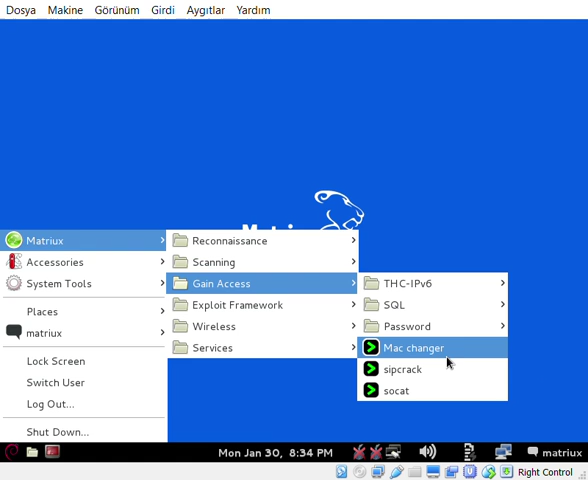 Dosya Makine Görünüm Girdi Aygıtlar Yardım
Matriux
Accessories
System Tools
Places
matriux
Lock Screen
Switch User
Log Out...
Shut Down...
Reconnaissance
Scanning
Gain Access
Exploit Framework
Wireless
Services
THC-IPv6
SQL
Password
Mac changer
sipcrack
socat
Mon Jan 30, 8:34 PM
matriux
Right Control